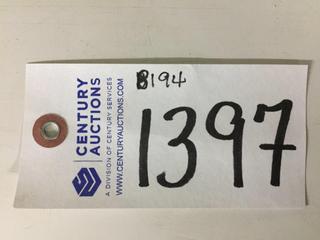 CENTURY
AUCTIONS
A DIVISION OF CENTURY SERVICES
WWW.CENTURYAUCTIONS.COM
B194
1397